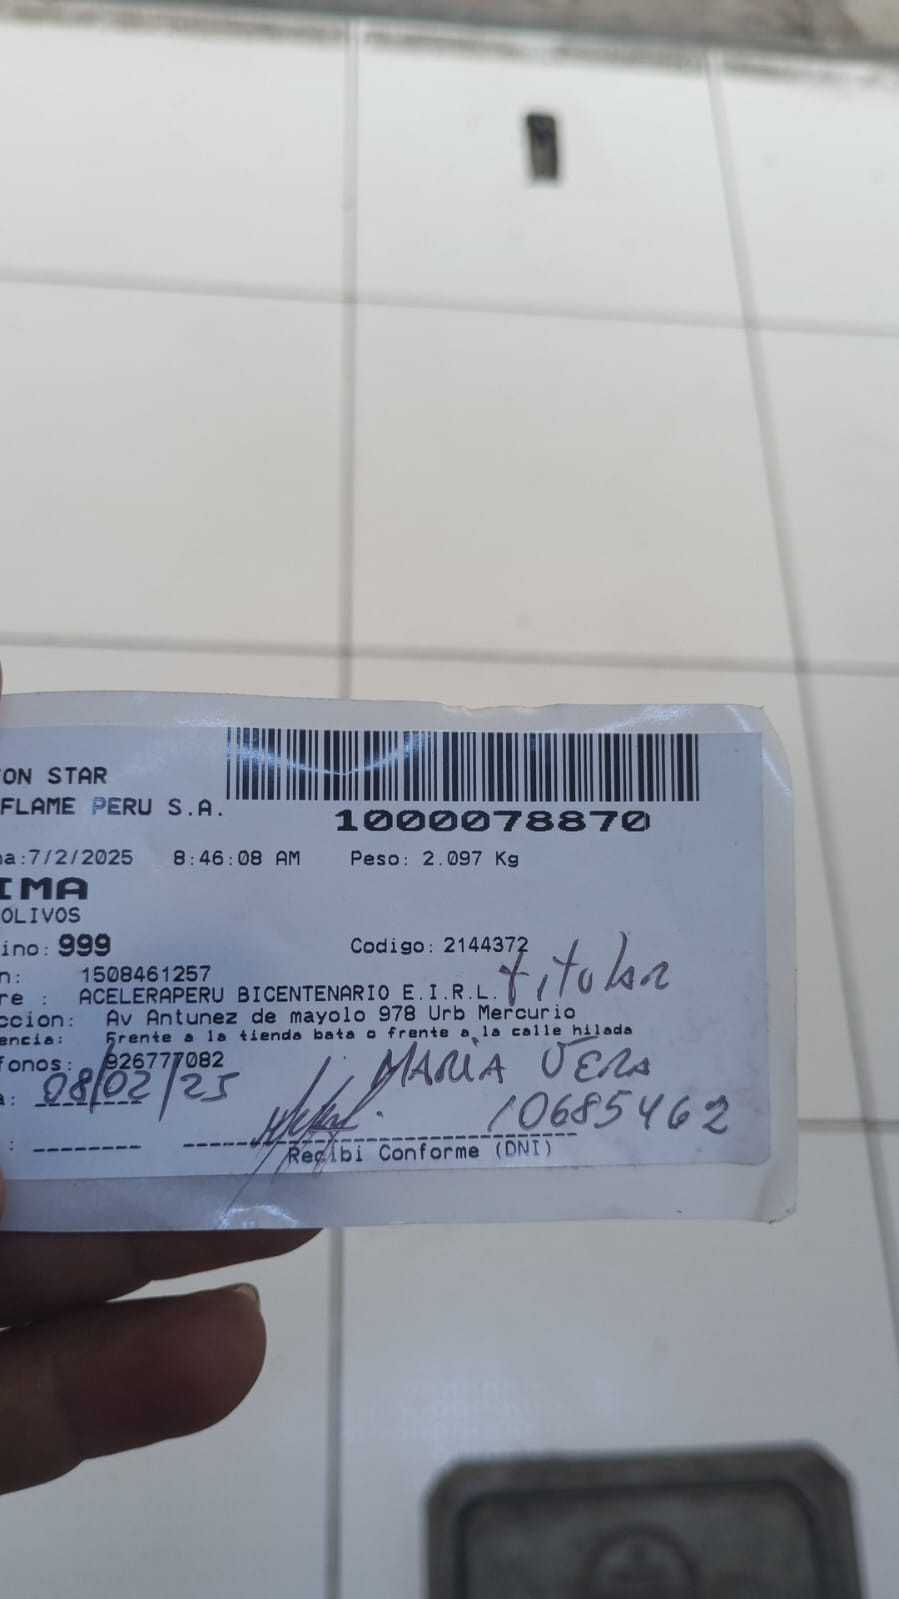 ON STAR
FLAME PERU S.A.
1000078870
a:7/2/2025 8:46:08 AM Peso: 2.097 Kg
IMA
OLIVOS
ino: 999 Codigo: 2144372
n: 1508461257 titular
re : ACELERAPERU BICENTENARIO E.I.R.L.
ccion: Av Antunez de mayolo 978 Urb Mercurio
encia: Frente a la tienda bata o frente a la calle hilada
fonos: 926777082 MARIA VERA
a: 08/02/25 10685462
: Recibi Conforme (DNI)